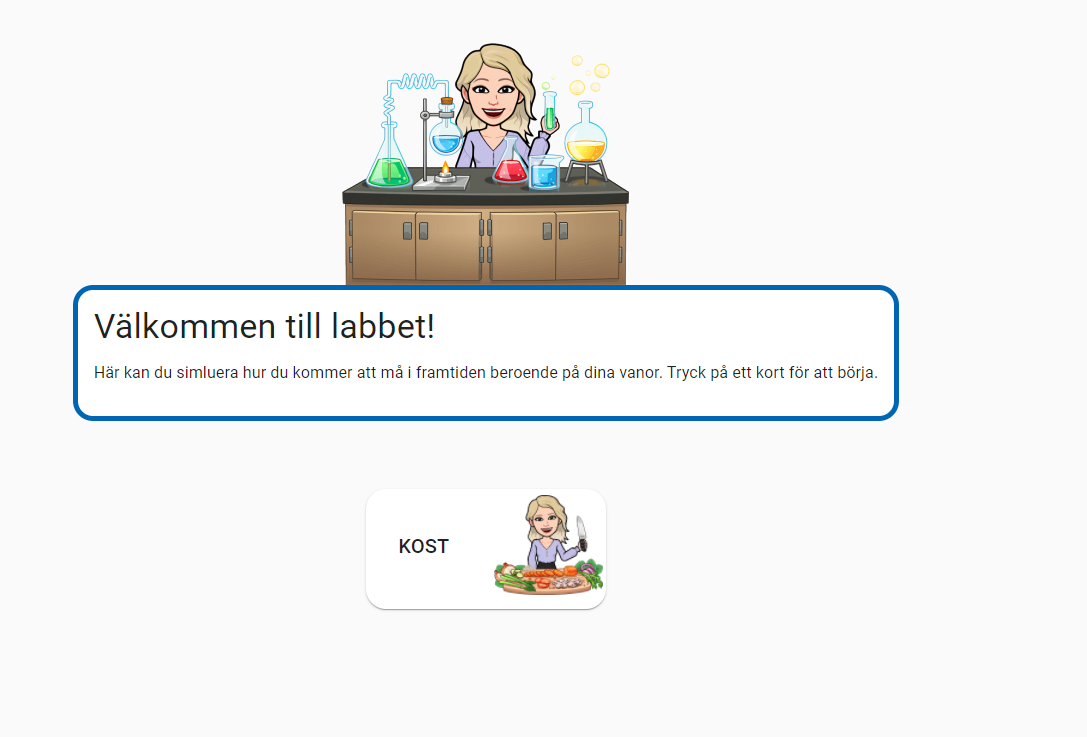 Välkommen till labbet!
Här kan du simluera hur du kommer att må i framtiden beroende på dina vanor. Tryck på ett kort för att börja.
KOST